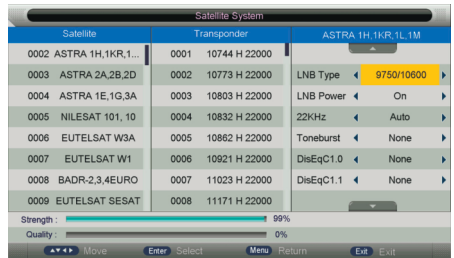 Satellite System
Satellite Transponder ASTRA 1H,1KR,1L,1M
0002 ASTRA 1H,1KR,1... 0001 10744 H 22000
0003 ASTRA 2A,2B,2D 0002 10773 H 22000 LNB Type 9750/10600
0004 ASTRA 1E,1G,3A 0003 10803 H 22000 LNB Power On
0005 NILESAT 101, 10 0004 10832 H 22000 22KHz Auto
0006 EUTELSAT W3A 0005 10862 H 22000 Toneburst None
0007 EUTELSAT W1 0006 10921 H 22000 DisEqC1.0 None
0008 BADR-2,3,4EURO 0007 11023 H 22000 DisEqC1.1 None
0009 EUTELSAT SESAT 0008 11171 H 22000
Strength : 99%
Quality : 0%
Move Enter Select Menu Return Exit Exit